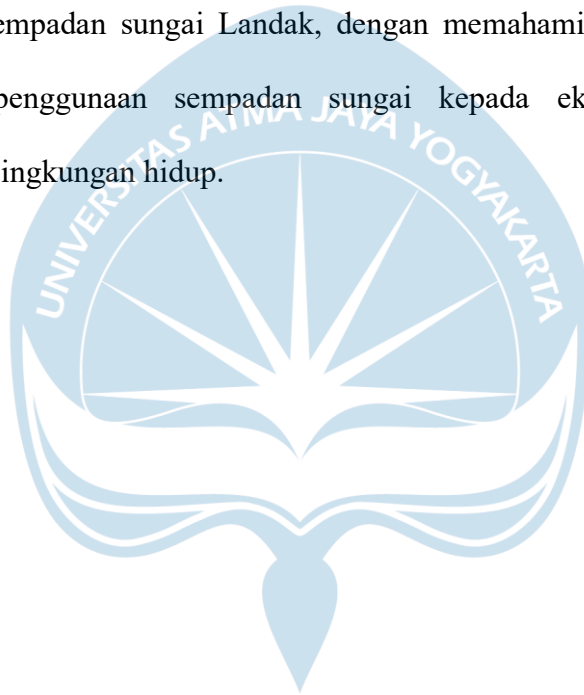 empadan sungai Landak, dengan memahami
penggunaan sempadan sungai kepada ek
ingkungan hidup.
UNIVERSITAS ATMA JAYA YOGYAKARTA